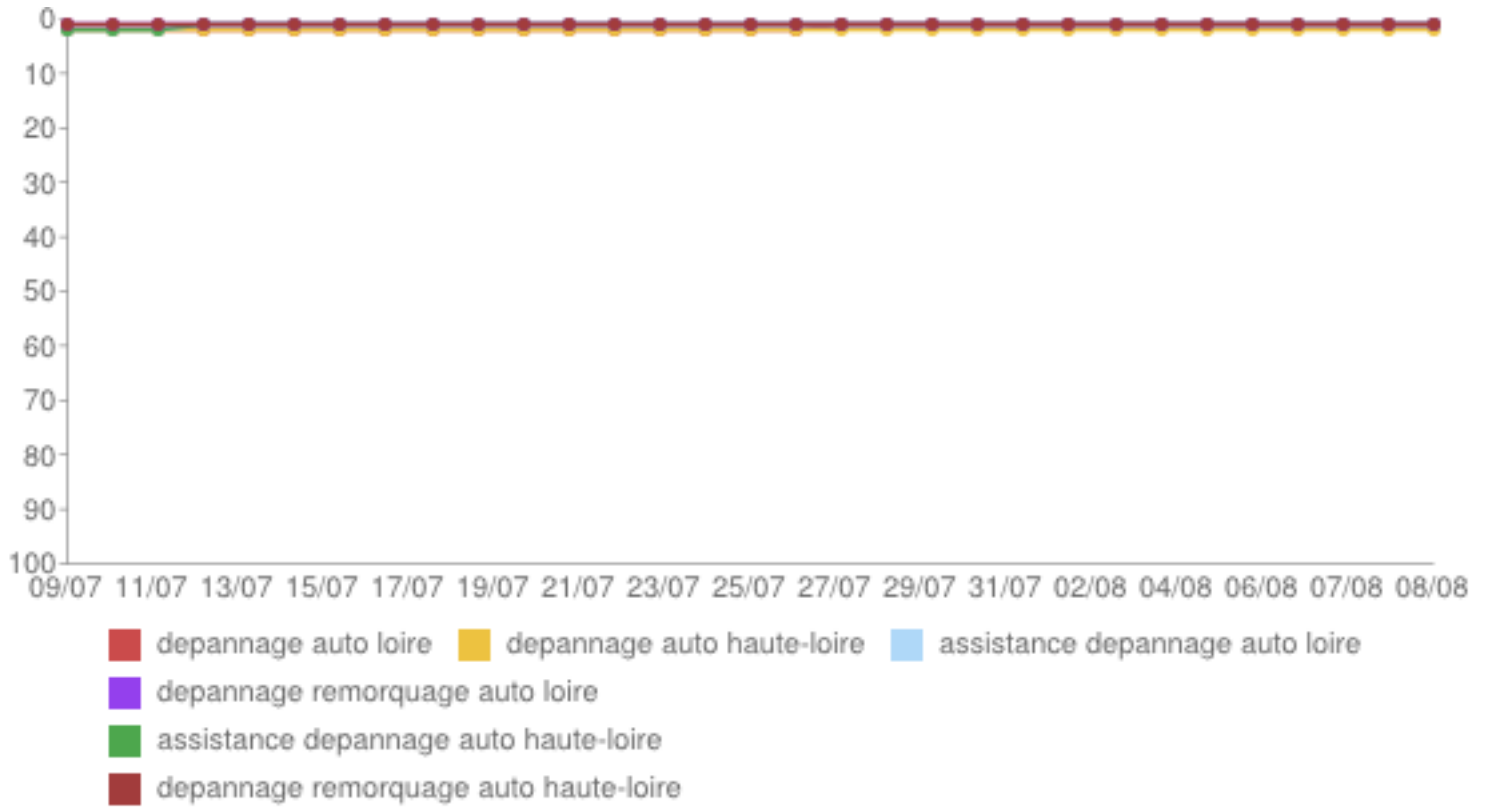 0
10
20
30
40
50
60
70
80
90
100
09/07 11/07 13/07 15/07 17/07 19/07 21/07 23/07 25/07 27/07 29/07 31/07 02/08 04/08 06/08 07/08 08/08
depannage auto loire depannage auto haute-loire assistance depannage auto loire
depannage remorquage auto loire
assistance depannage auto haute-loire
depannage remorquage auto haute-loire